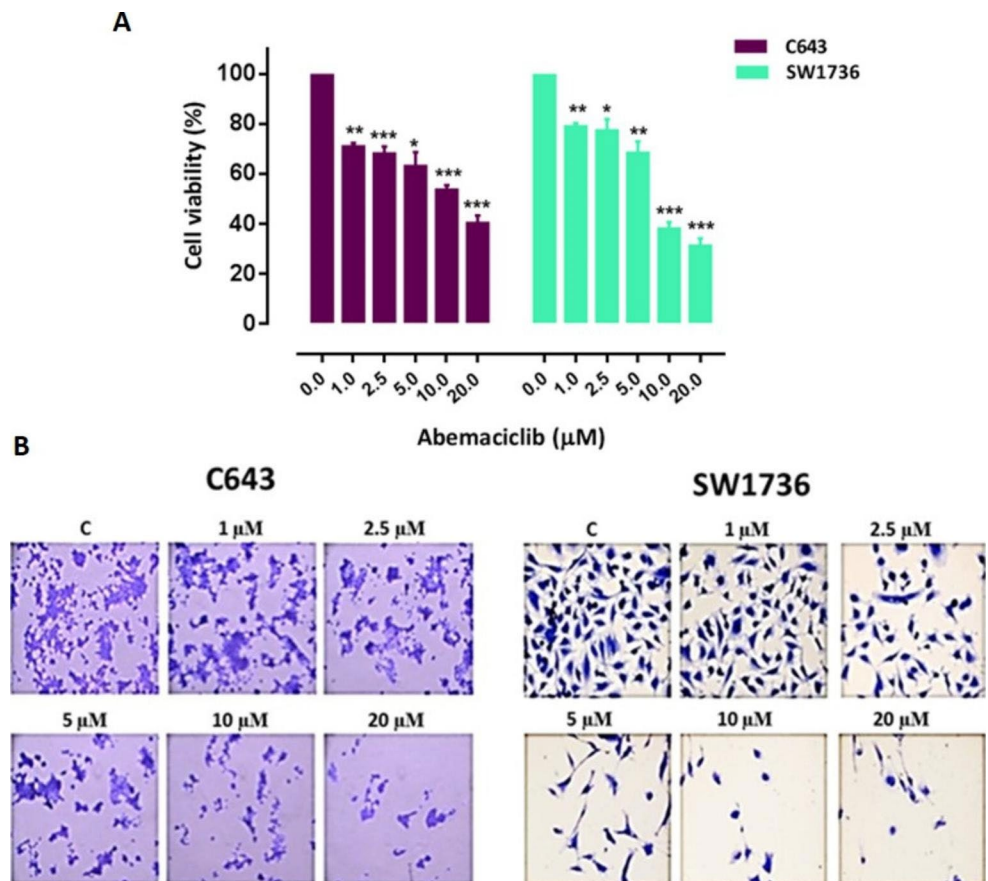 A
C643
SW1736
Cell viability (%)
100
80
60
40
20
0
** *** * *** ***
** * ** *** ***
0.0 1.0 2.5 5.0 10.0 20.0 0.0 1.0 2.5 5.0 10.0 20.0
Abemaciclib (μM)
B
C643
SW1736
C 1 μM 2.5 μM
C 1 μM 2.5 μM
5 μM 10 μM 20 μM
5 μM 10 μM 20 μM